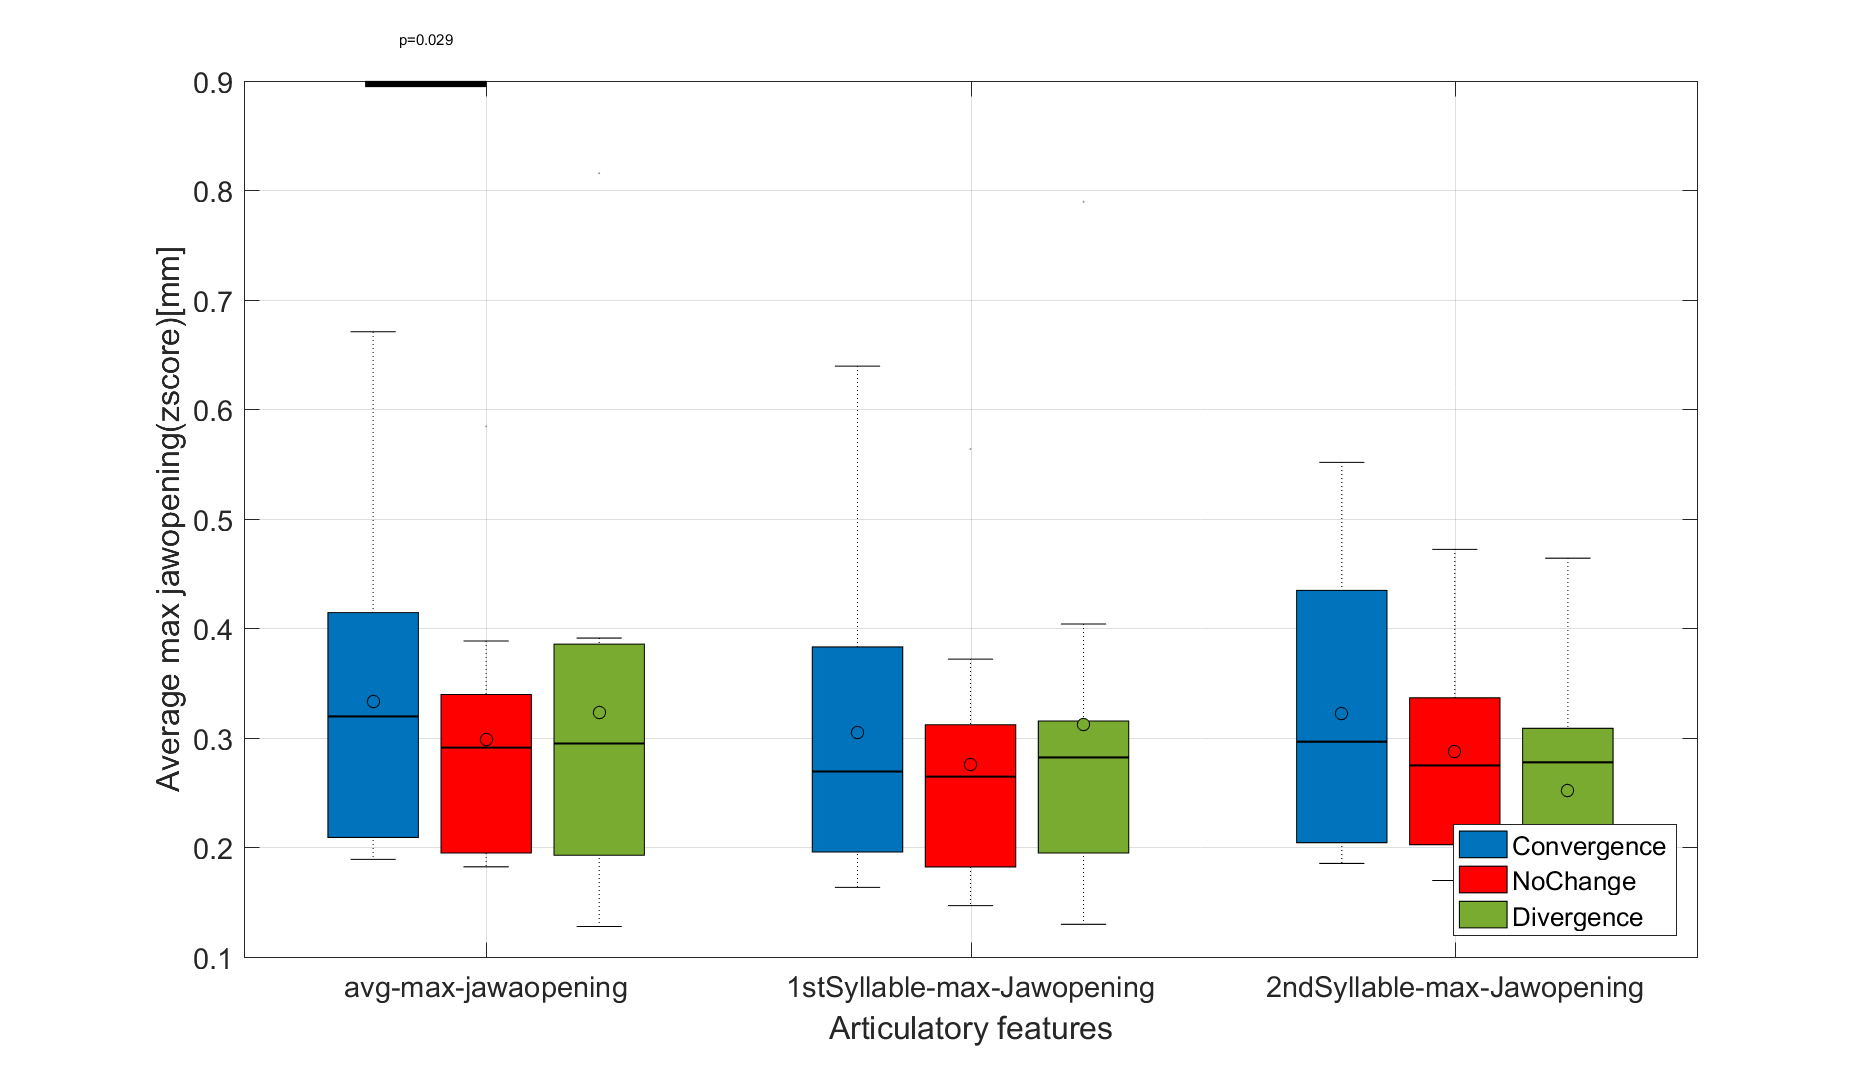 p=0.029
Average max jawopening(zscore)[mm]
0.9
0.8
0.7
0.6
0.5
0.4
0.3
0.2
0.1
Convergence
NoChange
Divergence
avg-max-jawaopening
1stSyllable-max-Jawopening
2ndSyllable-max-Jawopening
Articulatory features